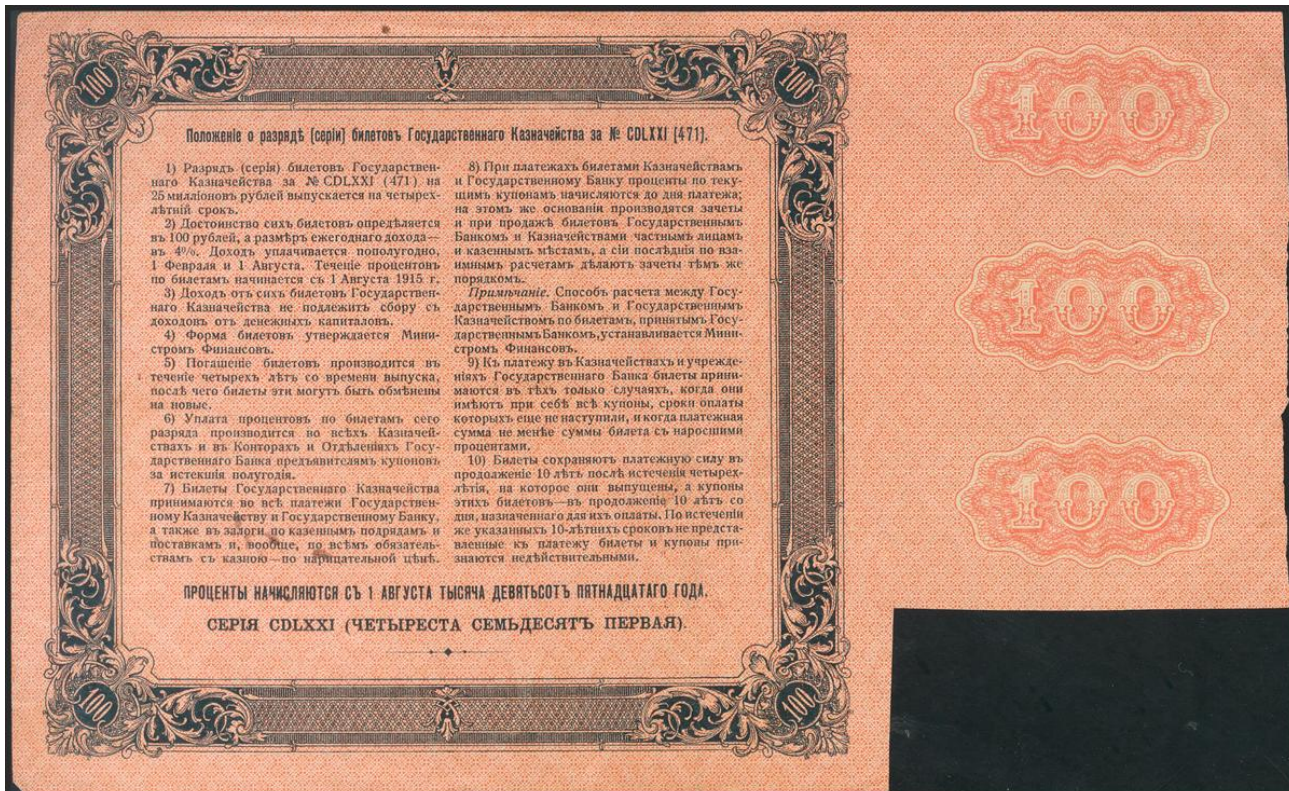 100
100
Положеніе о разрядѣ [серіи] билетовъ Государственнаго Казначейства за № CDLXXI [471].
1) Разрядъ (серія) билетовъ Государствен-
наго Казначейства за № CDLXXI (471) на
25 милліоновъ рублей выпускается на четырех-
лѣтній срокъ.
2) Достоинство сихъ билетовъ опредѣляется
въ 100 рублей, а размѣръ ежегоднаго дохода—
въ 4%. Доходъ уплачивается пополугодно,
1 Февраля и 1 Августа. Теченіе процентовъ
по билетамъ начинается съ 1 Августа 1915 г.
3) Доходъ отъ сихъ билетовъ Государствен-
наго Казначейства не подлежитъ сбору съ
доходовъ отъ денежныхъ капиталовъ.
4) Форма билетовъ утверждается Мини-
стромъ Финансовъ.
5) Погашеніе билетовъ производится въ
теченіе четырехъ лѣтъ со времени выпуска,
послѣ чего билеты эти могутъ быть обмѣнены
на новые.
6) Уплата процентовъ по билетамъ сего
разряда производится во всѣхъ Казначей-
ствахъ и въ Конторахъ и Отдѣленіяхъ Госу-
дарственнаго Банка предъявителямъ купоновъ
за истекшія полугодія.
7) Билеты Государственнаго Казначейства
принимаются во всѣ платежи Государствен-
ному Казначейству и Государственному Банку,
а также въ залоги по казеннымъ подрядамъ и
поставкамъ и, вообще, по всѣмъ обязатель-
ствамъ съ казною—по нарицательной цѣнѣ.
8) При платежахъ билетами Казначействамъ
и Государственному Банку проценты по теку-
щимъ купонамъ начисляются до дня платежа;
на этомъ же основаніи производятся зачеты
и при продажѣ билетовъ Государственнымъ
Банкомъ и Казначействами частнымъ лицамъ
и казеннымъ мѣстамъ, а сіи послѣднія по вза-
имнымъ расчетамъ дѣлаютъ зачеты тѣмъ же
порядкомъ.
Примѣчаніе. Способъ расчета между Госу-
дарственнымъ Банкомъ и Государственнымъ
Казначействомъ по билетамъ, принятымъ Госу-
дарственнымъ Банкомъ, устанавливается Мини-
стромъ Финансовъ.
9) Къ платежу въ Казначействахъ и учрежде-
ніяхъ Государственнаго Банка билеты прини-
маются въ тѣхъ только случаяхъ, когда они
имѣютъ при себѣ всѣ купоны, сроки оплаты
которыхъ еще не наступили, и когда платежная
сумма не менѣе суммы билета съ наросшими
процентами.
10) Билеты сохраняютъ платежную силу въ
продолженіе 10 лѣтъ послѣ истеченія четырех-
лѣтія, на которое они выпущены, а купоны
этихъ билетовъ—въ продолженіе 10 лѣтъ со
дня, назначеннаго для ихъ оплаты. По истеченіи
же указанныхъ 10-лѣтнихъ сроковъ не предста-
вленные къ платежу билеты и купоны при-
знаются недѣйствительными.
ПРОЦЕНТЫ НАЧИСЛЯЮТСЯ СЪ 1 АВГУСТА ТЫСЯЧА ДЕВЯТЬСОТЪ ПЯТНАДЦАТАГО ГОДА.
СЕРІЯ CDLXXI (ЧЕТЫРЕСТА СЕМЬДЕСЯТЪ ПЕРВАЯ).
100
100
100
100
100